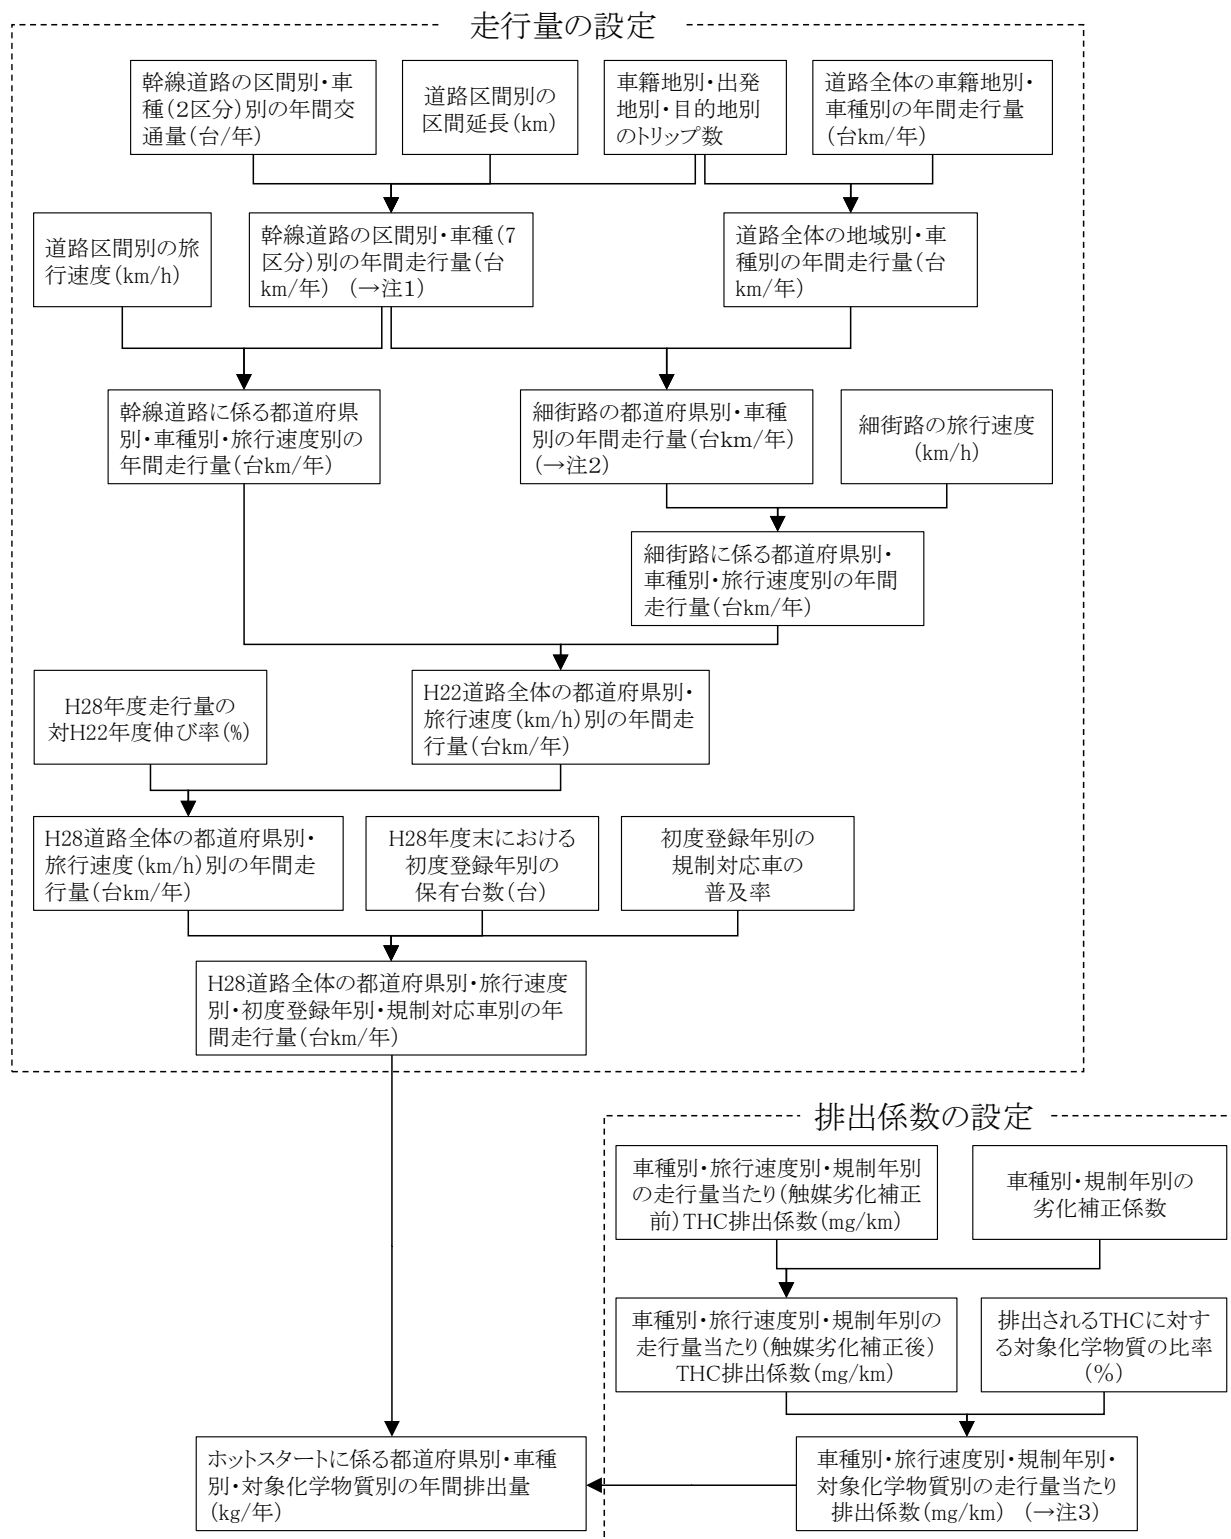 走行量の設定
幹線道路の区間別・車
種(2区分)別の年間交
通量(台/年)
道路区間別の
区間延長(km)
車籍地別・出発
地別・目的地別
のトリップ数
道路全体の車籍地別・
車種別の年間走行量
(台km/年)
道路区間別の旅
行速度(km/h)
幹線道路の区間別・車種(7
区分)別の年間走行量(台
km/年) (→注1)
道路全体の地域別・車
種別の年間走行量(台
km/年)
幹線道路に係る都道府県
別・車種別・旅行速度別の
年間走行量(台km/年)
細街路の都道府県別・車種
別の年間走行量(台km/年)
(→注2)
細街路の旅行速度
(km/h)
細街路に係る都道府県別・
車種別・旅行速度別の年間
走行量(台km/年)
H28年度走行量の
対H22年度伸び率(%)
H22道路全体の都道府県別・
旅行速度(km/h)別の年間走
行量(台km/年)
H28道路全体の都道府県別・
旅行速度(km/h)別の年間走
行量(台km/年)
H28年度末における
初度登録年別の
保有台数(台)
初度登録年別の
規制対応車の
普及率
H28道路全体の都道府県別・旅行速度
別・初度登録年別・規制対応車別の年
間走行量(台km/年)
排出係数の設定
車種別・旅行速度別・規制年別
の走行量当たり(触媒劣化補正
前)THC排出係数(mg/km)
車種別・規制年別の
劣化補正係数
車種別・旅行速度別・規制年別の
走行量当たり(触媒劣化補正後)
THC排出係数(mg/km)
排出されるTHCに対す
る対象化学物質の比率
(%)
ホットスタートに係る都道府県別・車種
別・対象化学物質別の年間排出量
(kg/年)
車種別・旅行速度別・規制年別・
対象化学物質別の走行量当たり
排出係数(mg/km) (→注3)